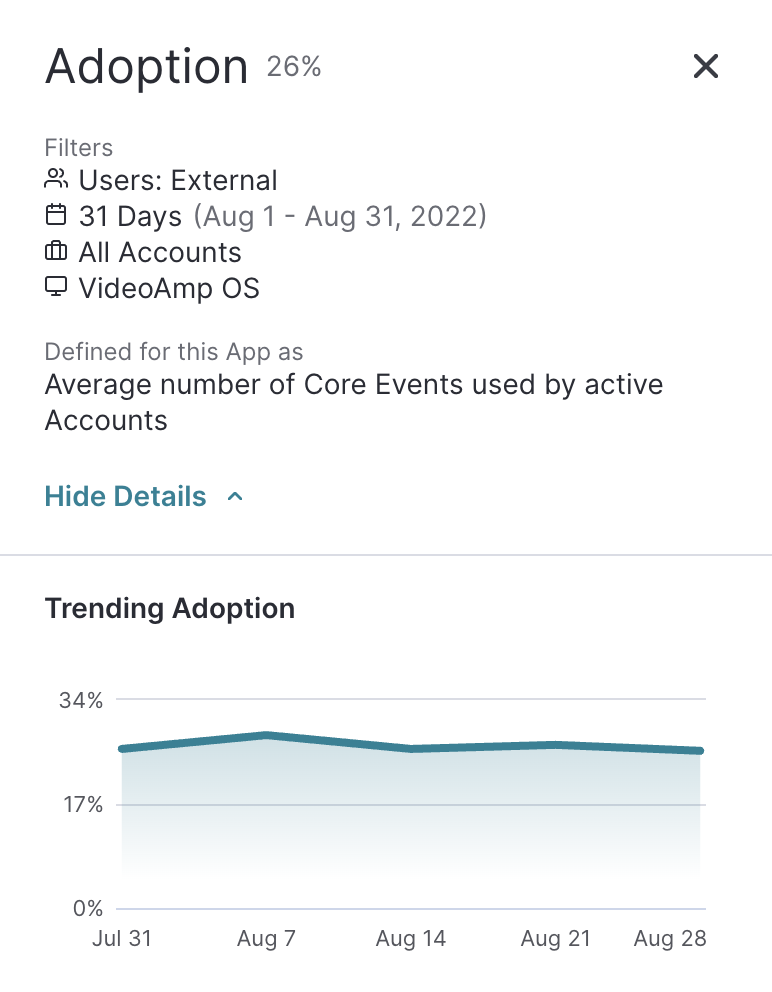 Adoption 26%
Filters
Users: External
31 Days (Aug 1 - Aug 31, 2022)
All Accounts
VideoAmp OS
Defined for this App as
Average number of Core Events used by active
Accounts
Hide Details
Trending Adoption
34%
17%
0%
Jul 31 Aug 7 Aug 14 Aug 21 Aug 28